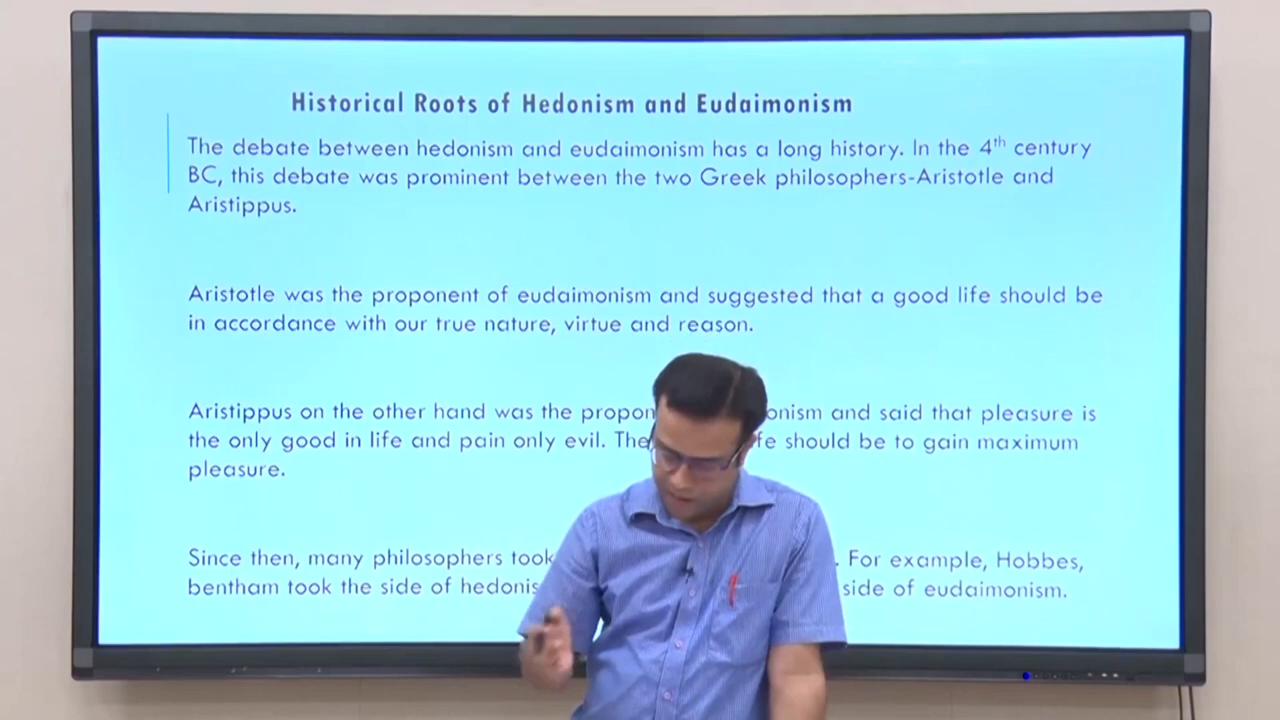 Historical Roots of Hedonism and Eudaimonism
The debate between hedonism and eudaimonism has a long history. In the 4th century
BC, this debate was prominent between the two Greek philosophers-Aristotle and
Aristippus.
Aristotle was the proponent of eudaimonism and suggested that a good life should be
in accordance with our true nature, virtue and reason.
Aristippus on the other hand was the propon onism and said that pleasure is
the only good in life and pain only evil. The fe should be to gain maximum
pleasure.
Since then, many philosophers took . For example, Hobbes,
bentham took the side of hedonis side of eudaimonism.